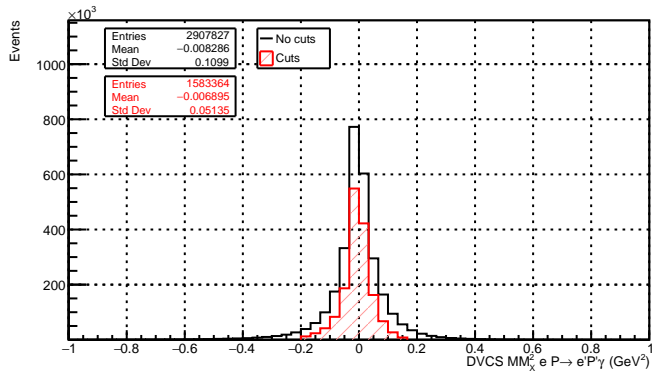 ×10³
Events
Entries 2907827
Mean −0.008286
Std Dev 0.1099
Entries 1583364
Mean −0.006895
Std Dev 0.05135
No cuts
Cuts
1000
800
600
400
200
−1 −0.8 −0.6 −0.4 −0.2 0 0.2 0.4 0.6 0.8 1
DVCS MM²ₓ e P→ e'P'γ (GeV²)